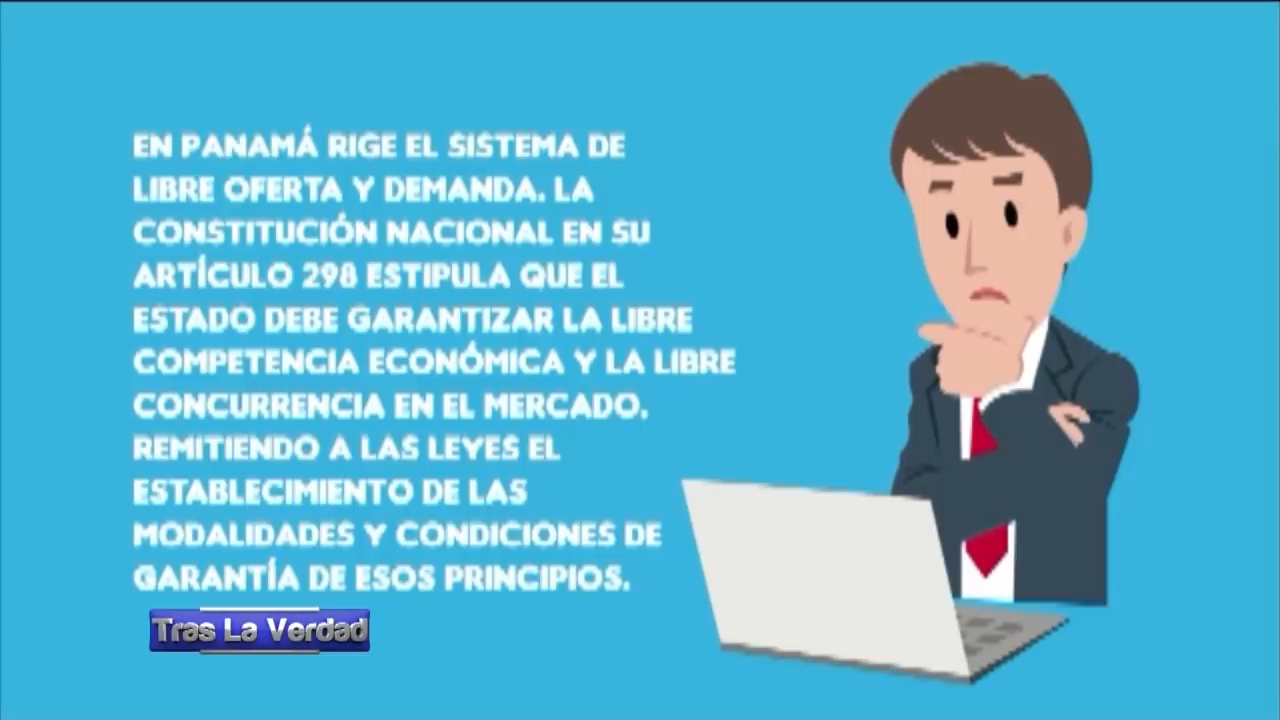 EN PANAMÁ RIGE EL SISTEMA DE
LIBRE OFERTA Y DEMANDA. LA
CONSTITUCIÓN NACIONAL EN SU
ARTÍCULO 298 ESTIPULA QUE EL
ESTADO DEBE GARANTIZAR LA LIBRE
COMPETENCIA ECONÓMICA Y LA LIBRE
CONCURRENCIA EN EL MERCADO,
REMITIENDO A LAS LEYES EL
ESTABLECIMIENTO DE LAS
MODALIDADES Y CONDICIONES DE
GARANTÍA DE ESOS PRINCIPIOS.
Tras La Verdad